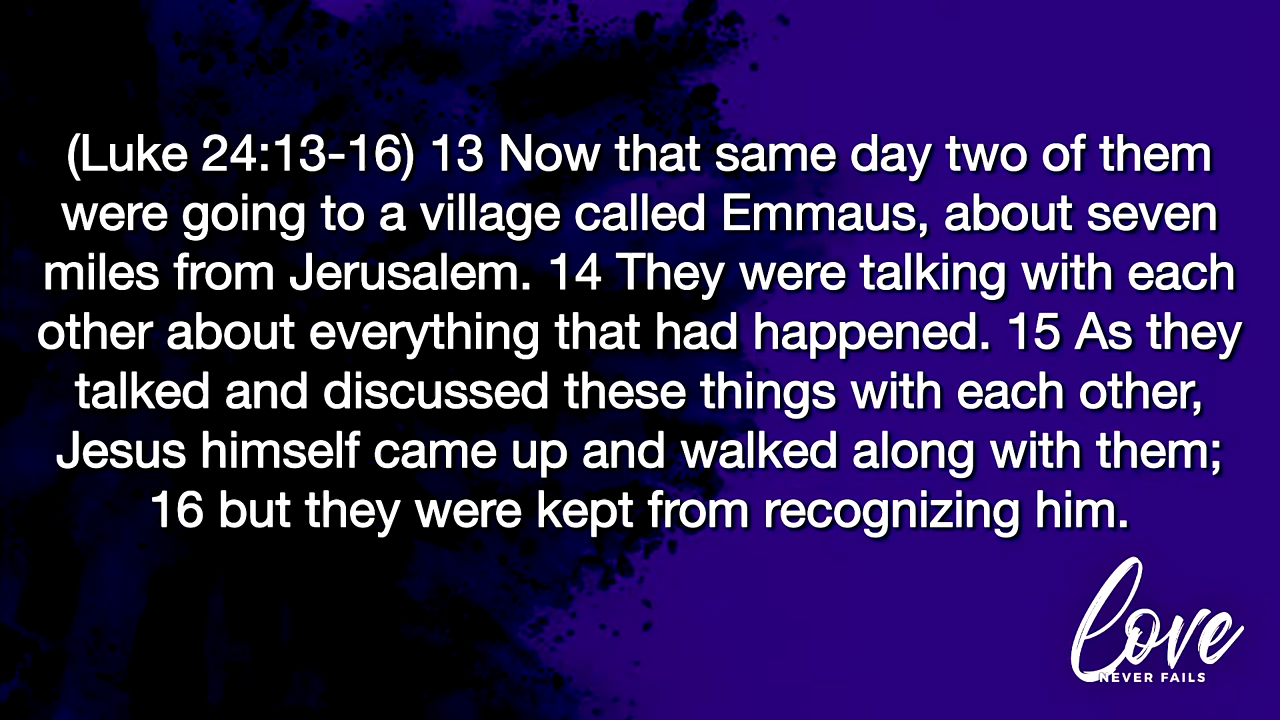 (Luke 24:13-16) 13 Now that same day two of them
were going to a village called Emmaus, about seven
miles from Jerusalem. 14 They were talking with each
other about everything that had happened. 15 As they
talked and discussed these things with each other,
Jesus himself came up and walked along with them;
16 but they were kept from recognizing him.
Love
NEVER FAILS